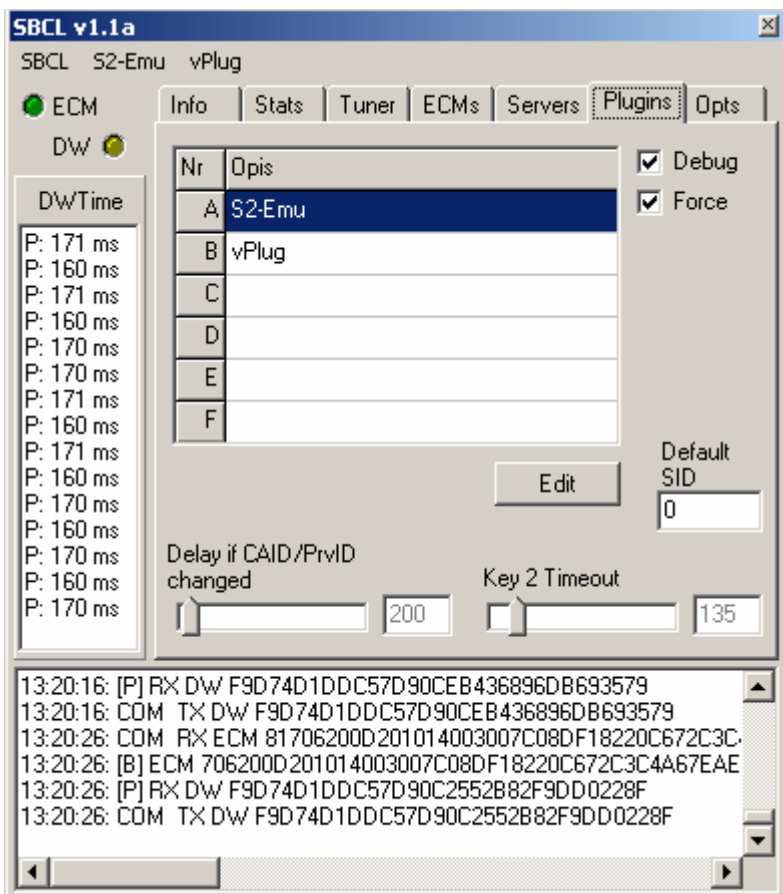 SBCL v1.1a
SBCL S2-Emu vPlug
ECM
DW
DWTime
P: 171 ms
P: 160 ms
P: 171 ms
P: 160 ms
P: 170 ms
P: 170 ms
P: 171 ms
P: 160 ms
P: 171 ms
P: 160 ms
P: 170 ms
P: 160 ms
P: 170 ms
P: 160 ms
P: 170 ms
Info Stats Tuner ECMs Servers Plugins Opts
Nr Opis
A S2-Emu
B vPlug
C
D
E
F
Debug
Force
Edit
Default
SID
0
Delay if CAID/PrvID
changed
200
Key 2 Timeout
135
13:20:16: [P] RX DW F9D74D1DDC57D90CEB436896DB693579
13:20:16: COM TX DW F9D74D1DDC57D90CEB436896DB693579
13:20:26: COM RX ECM 81706200D201014003007C08DF18220C672C3C
13:20:26: [B] ECM 706200D201014003007C08DF18220C672C3C4A67EAE
13:20:26: [P] RX DW F9D74D1DDC57D90C2552B82F9DD0228F
13:20:26: COM TX DW F9D74D1DDC57D90C2552B82F9DD0228F